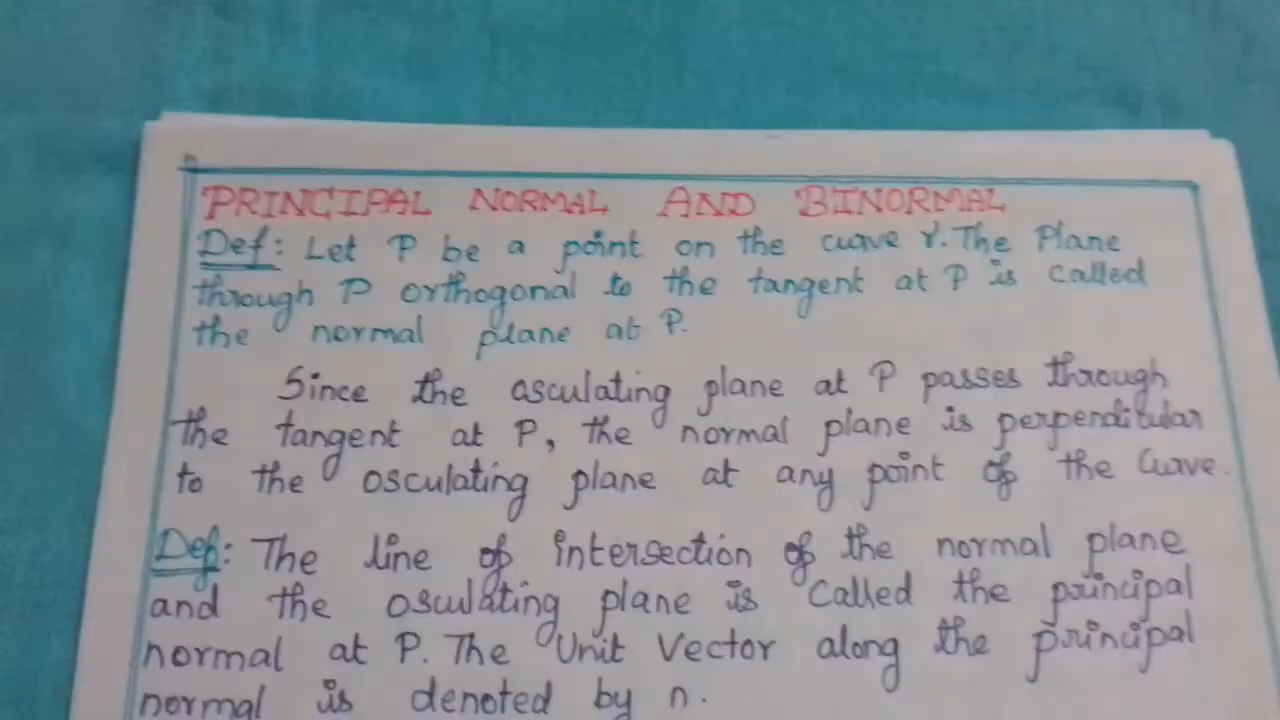 PRINCIPAL NORMAL AND BINORMAL
Def: Let P be a point on the curve γ. The Plane
through P orthogonal to the tangent at P is called
the normal plane at P.
Since the osculating plane at P passes through
the tangent at P, the normal plane is perpendicular
to the osculating plane at any point of the Curve.
Def: The line of intersection of the normal plane
and the osculating plane is Called the principal
normal at P. The Unit Vector along the principal
normal is denoted by n.